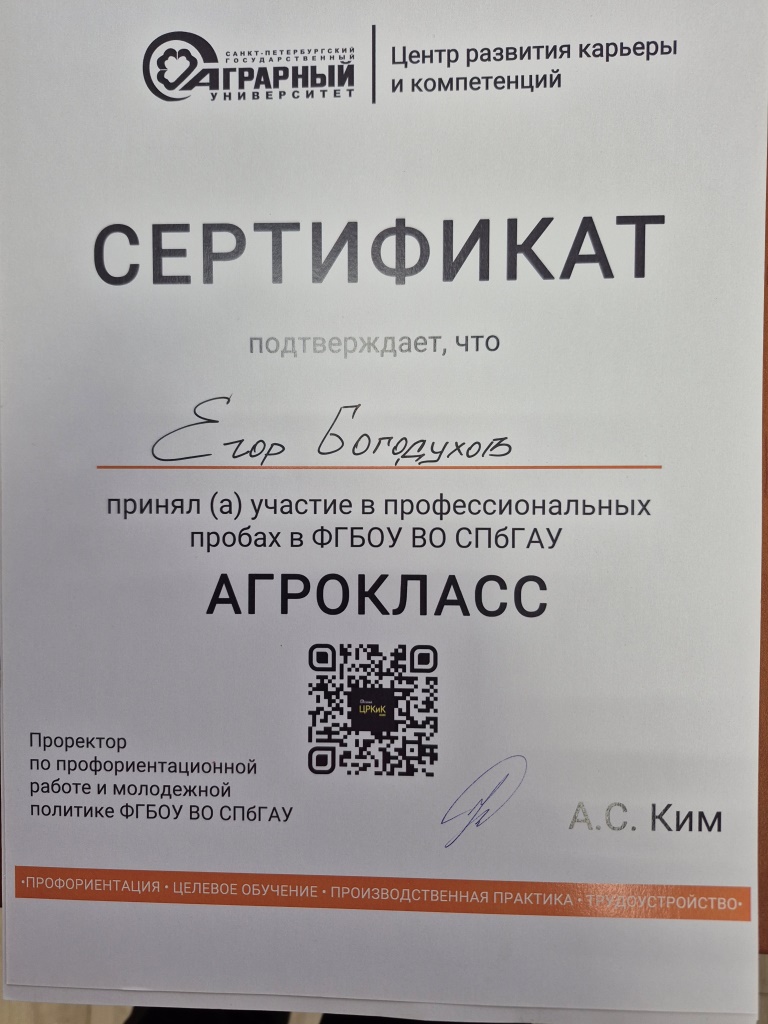 САНКТ-ПЕТЕРБУРГСКИЙ
ГОСУДАРСТВЕННЫЙ
АГРАРНЫЙ
УНИВЕРСИТЕТ
Центр развития карьеры
и компетенций
СЕРТИФИКАТ
подтверждает, что
Егор Богодухов
принял (а) участие в профессиональных
пробах в ФГБОУ ВО СПбГАУ
АГРОКЛАСС
ЦРКиК
Проректор
по профориентационной
работе и молодежной
политике ФГБОУ ВО СПбГАУ
А.С. Ким
•ПРОФОРИЕНТАЦИЯ • ЦЕЛЕВОЕ ОБУЧЕНИЕ • ПРОИЗВОДСТВЕННАЯ ПРАКТИКА • ТРУДОУСТРОЙСТВО•